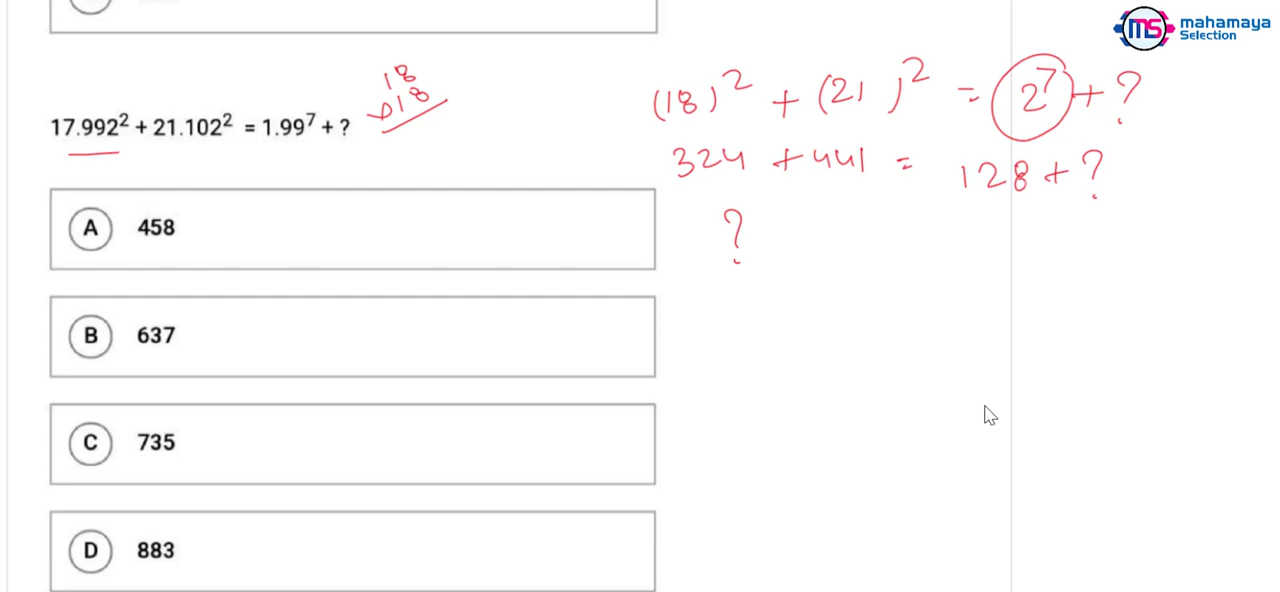 mahamaya
Selection
MS
17.992² + 21.102² = 1.99⁷ + ?
18
18
(18)² + (21)² = 2⁷ + ?
324 + 441 = 128 + ?
?
A 458
B 637
C 735
D 883